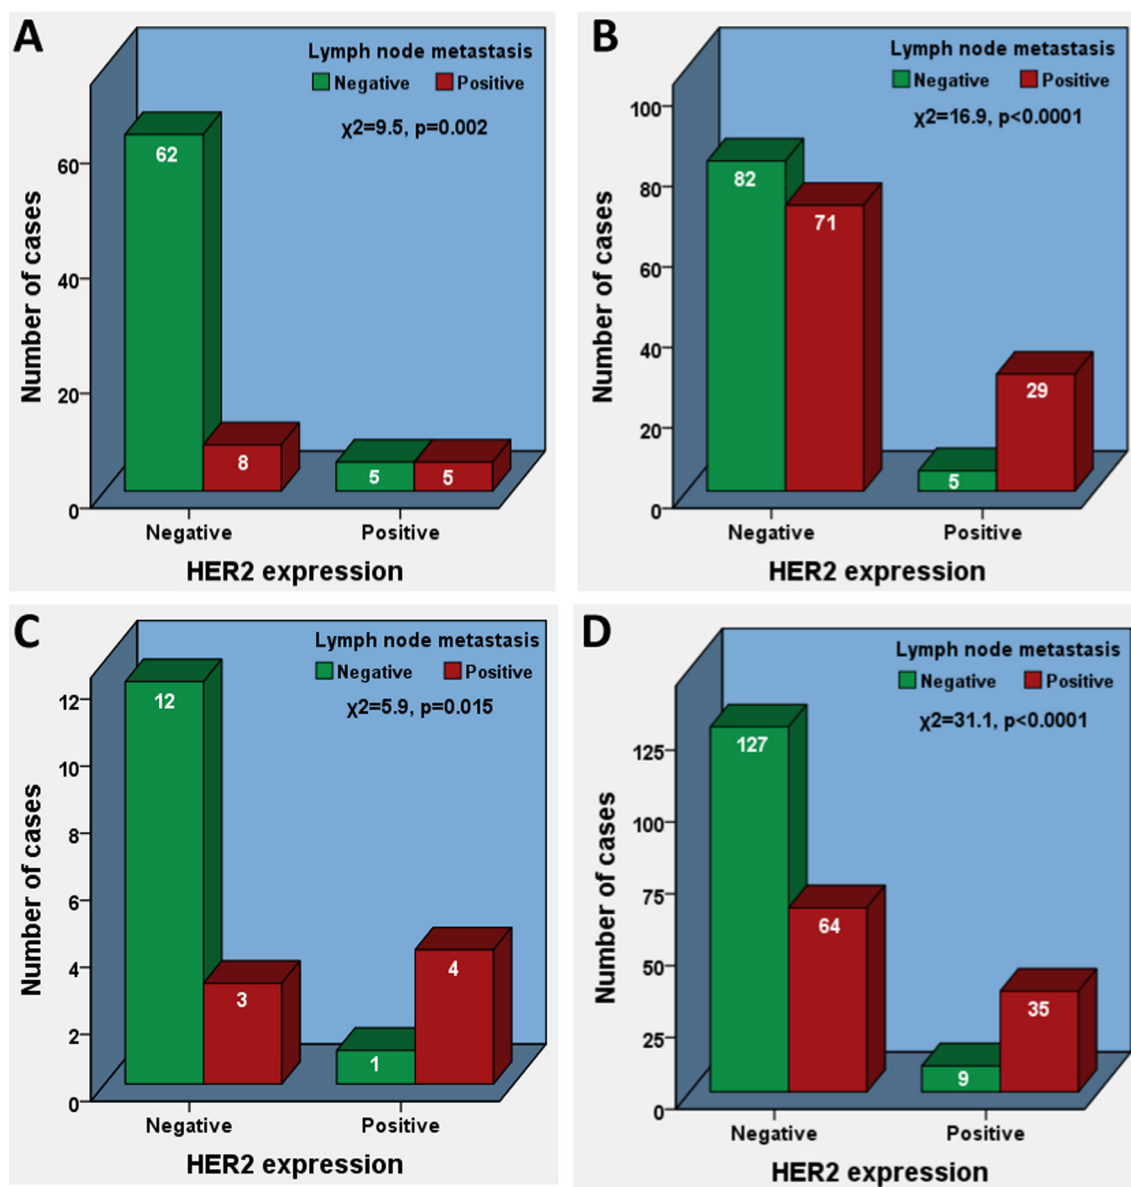 A
Lymph node metastasis
Negative Positive
χ2=9.5, p=0.002
Number of cases
60
40
20
0
62
8
5
5
Negative Positive
HER2 expression
B
Lymph node metastasis
Negative Positive
χ2=16.9, p<0.0001
Number of cases
100
80
60
40
20
0
82
71
5
29
Negative Positive
HER2 expression
C
Lymph node metastasis
Negative Positive
χ2=5.9, p=0.015
Number of cases
12
10
8
6
4
2
0
12
3
1
4
Negative Positive
HER2 expression
D
Lymph node metastasis
Negative Positive
χ2=31.1, p<0.0001
Number of cases
125
100
75
50
25
0
127
64
9
35
Negative Positive
HER2 expression